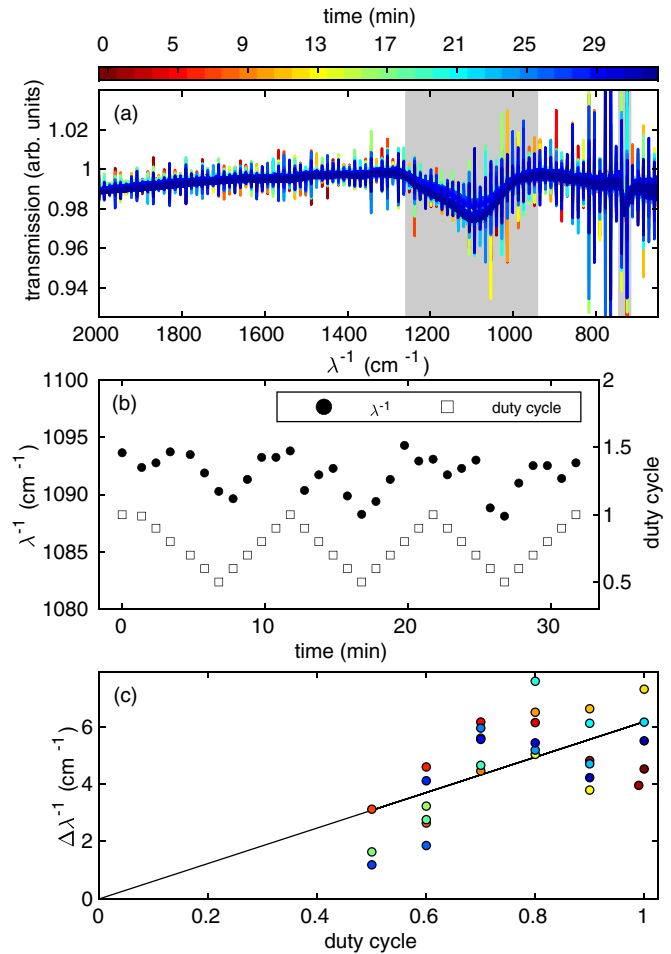 time (min)
0 5 9 13 17 22 25 29
(a)
transmission (arb. units)
1.02
1
0.98
0.96
0.94
2000 1800 1600 1400 1200 1000 800
λ⁻¹ (cm ⁻¹)
(b)
λ⁻¹ duty cycle
λ⁻¹ (cm ⁻¹)
1100
1095
1090
1085
1080
2
1.5
1
0.5
duty cycle
0 10 20 30
time (min)
(c)
Δλ⁻¹ (cm ⁻¹)
6
4
2
0
0 0.2 0.4 0.6 0.8 1
duty cycle